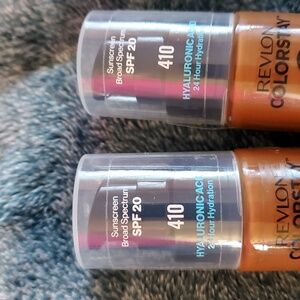 Sunscreen
Broad Spectrum
SPF 20
410
HYALURONIC ACID
24 Hour Hydration
REVLON
COLORSTAY
Sunscreen
Broad Spectrum
SPF 20
410
HYALURONIC ACID
24 Hour Hydration
REVLON